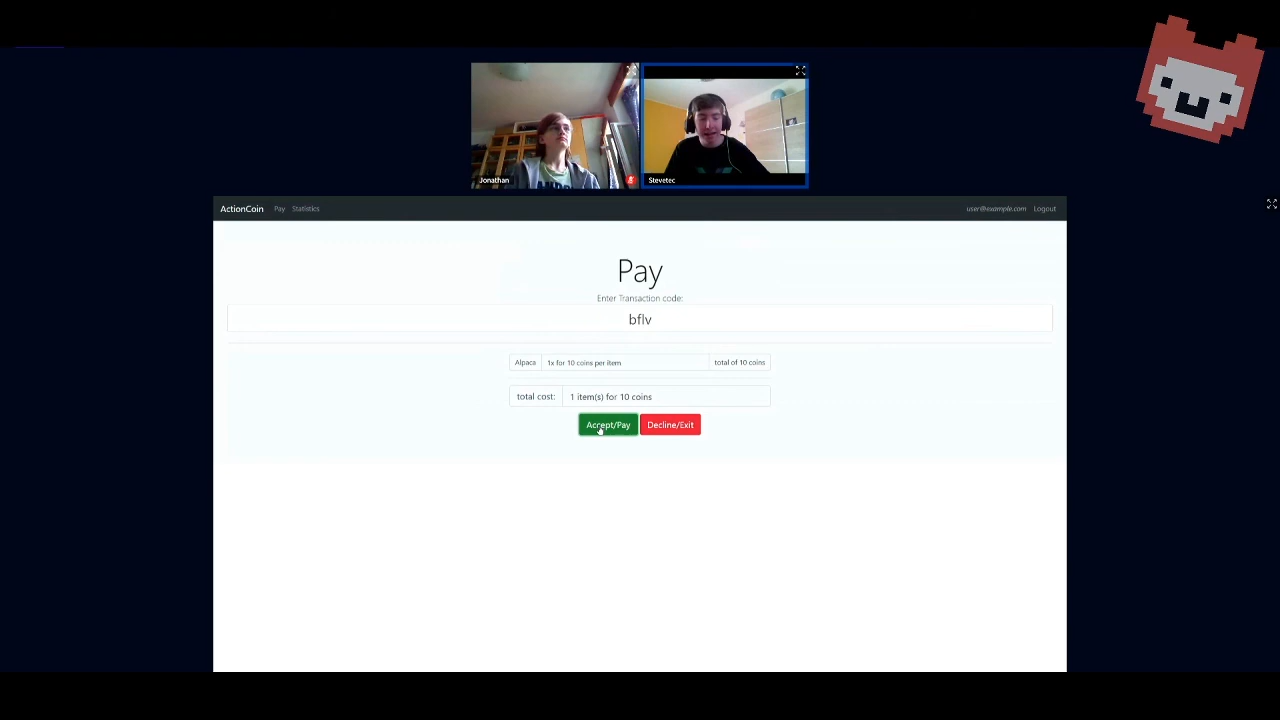 Jonathan
Stevetec
ActionCoin Pay Statistics user@example.com Logout
Pay
Enter Transaction code:
bflv
Alpaca 1x for 10 coins per item total of 10 coins
total cost: 1 item(s) for 10 coins
Accept/Pay Decline/Exit